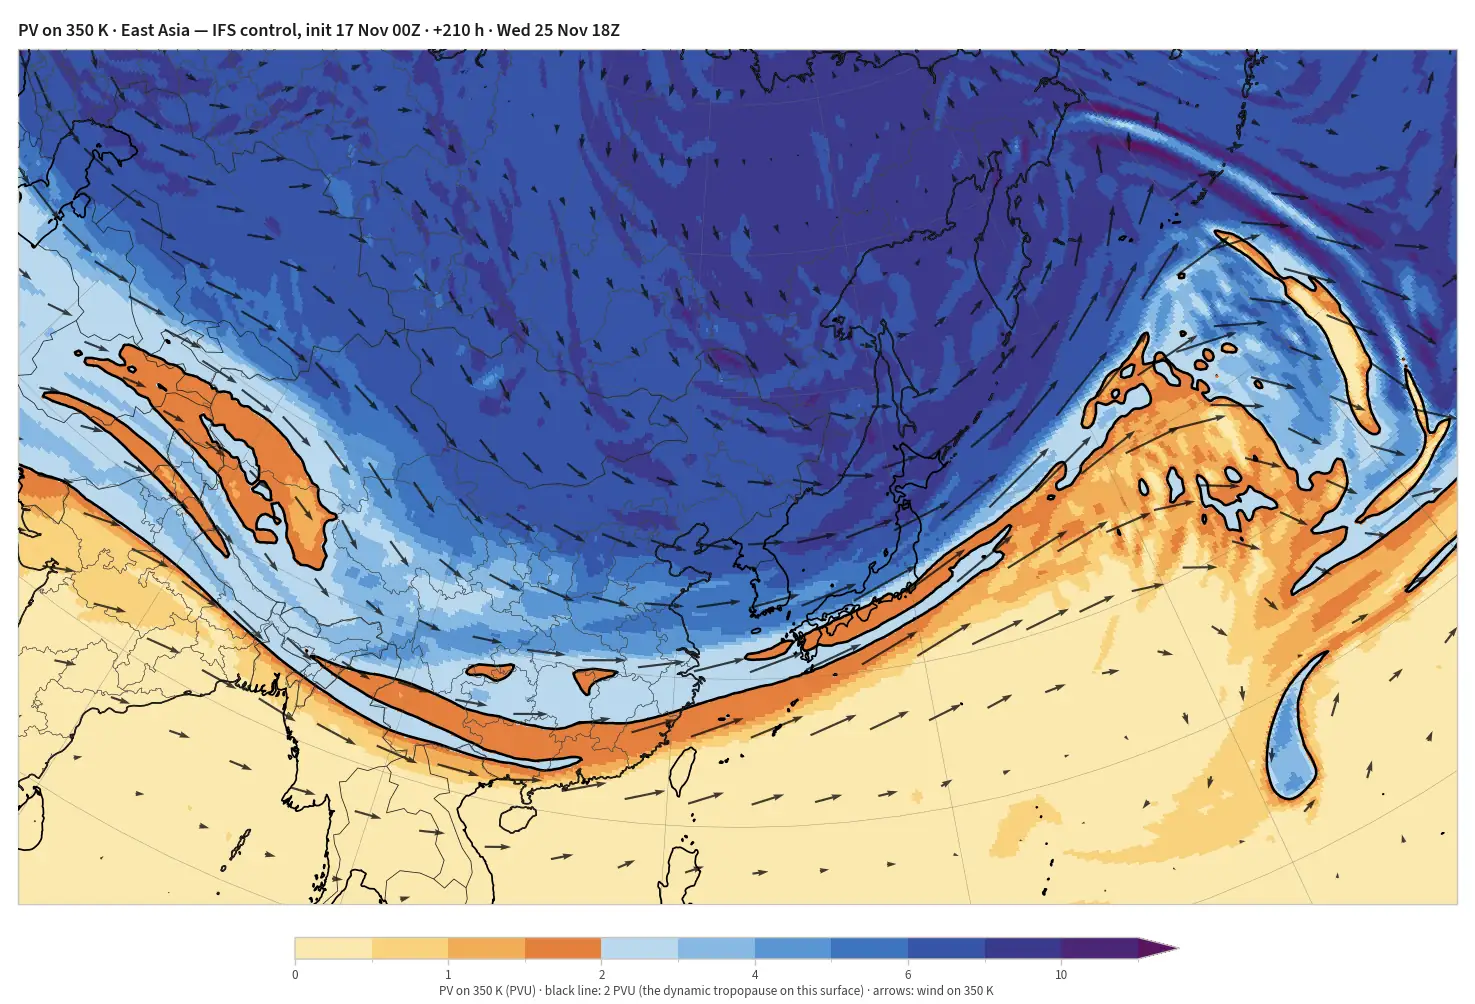 PV on 350 K · East Asia — IFS control, init 17 Nov 00Z · +210 h · Wed 25 Nov 18Z
0 1 2 4 6 10
PV on 350 K (PVU) · black line: 2 PVU (the dynamic tropopause on this surface) · arrows: wind on 350 K